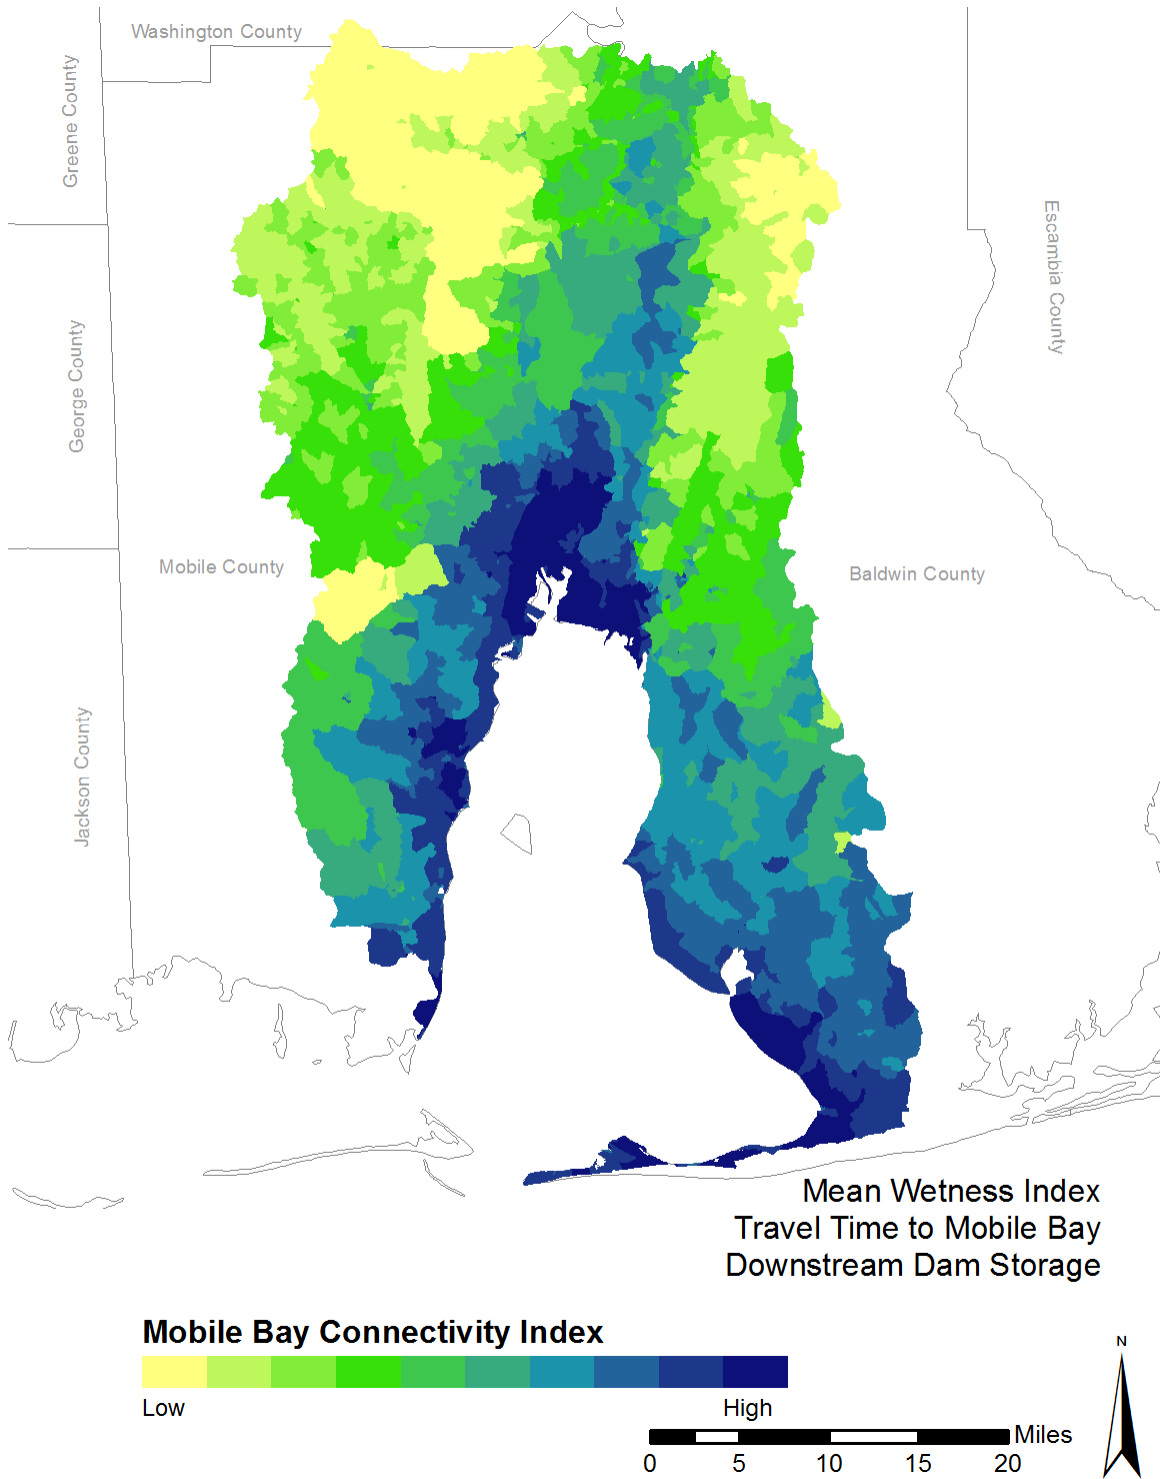 Washington County
Greene County
Escambia County
George County
Mobile County
Baldwin County
Jackson County
Mean Wetness Index
Travel Time to Mobile Bay
Downstream Dam Storage
Mobile Bay Connectivity Index
Low
High
N
Miles
0 5 10 15 20